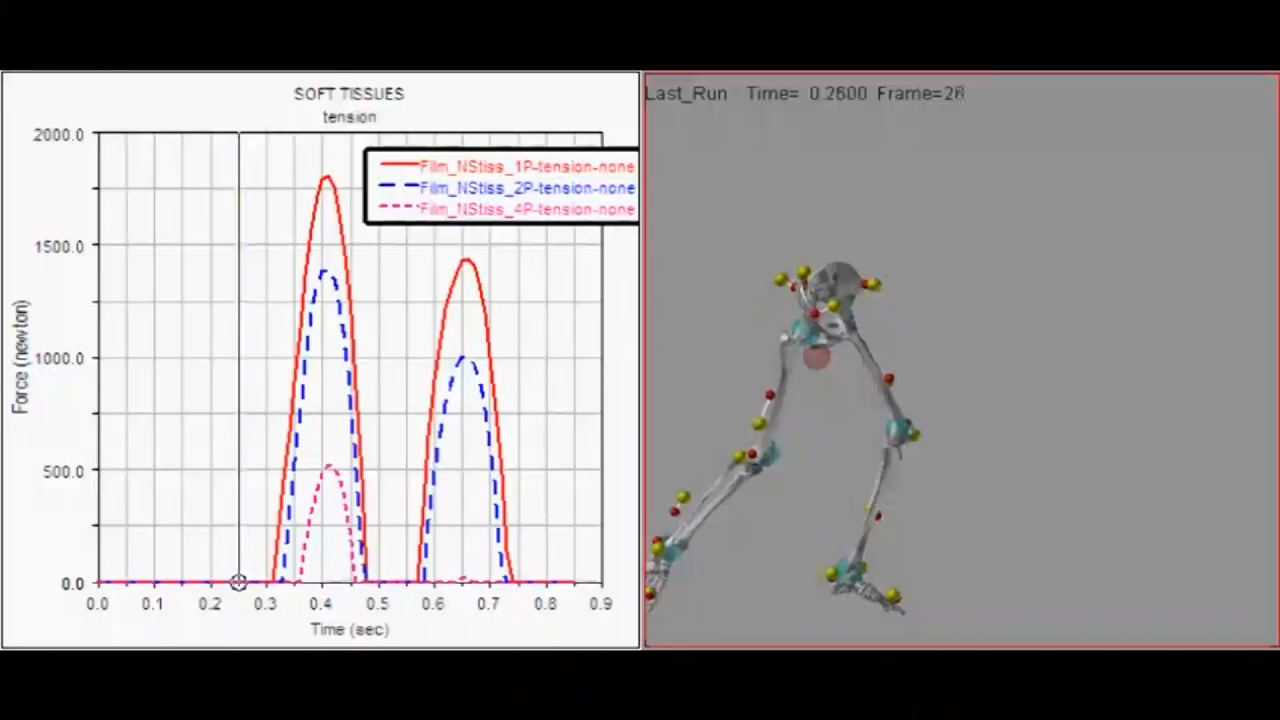 SOFT TISSUES
tension
2000.0
1500.0
1000.0
500.0
0.0
Force (newton)
Film_NStiss_1P-tension-none
Film_NStiss_2P-tension-none
Film_NStiss_4P-tension-none
0.0 0.1 0.2 0.3 0.4 0.5 0.6 0.7 0.8 0.9
Time (sec)
Last_Run Time= 0.2600 Frame=26